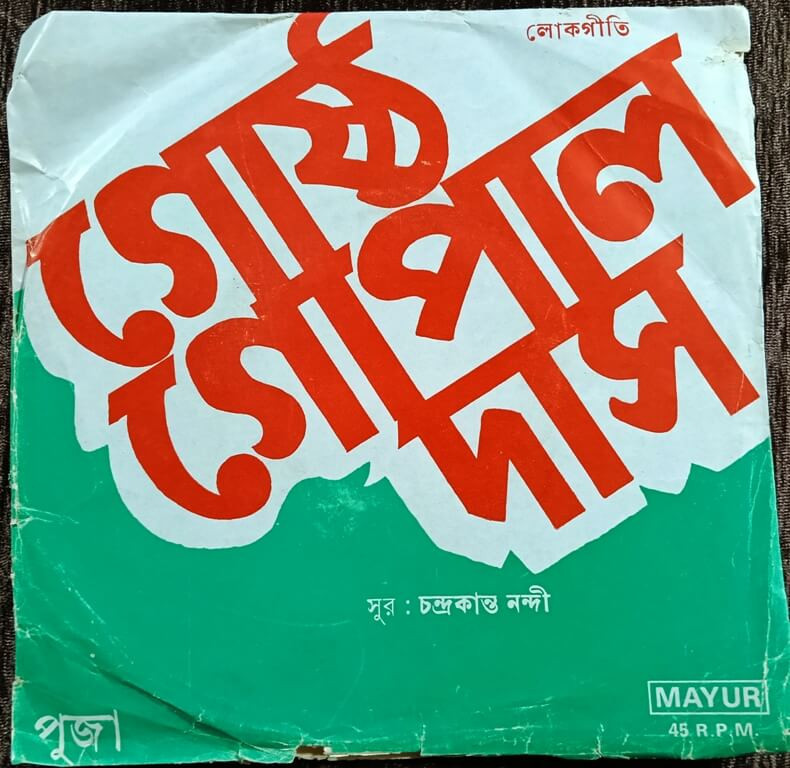 লোকগীতি
গোষ্ঠ
গোপাল
দাস
সুর : চন্দ্রকান্ত নন্দী
পুজা
MAYUR
45 R.P.M.